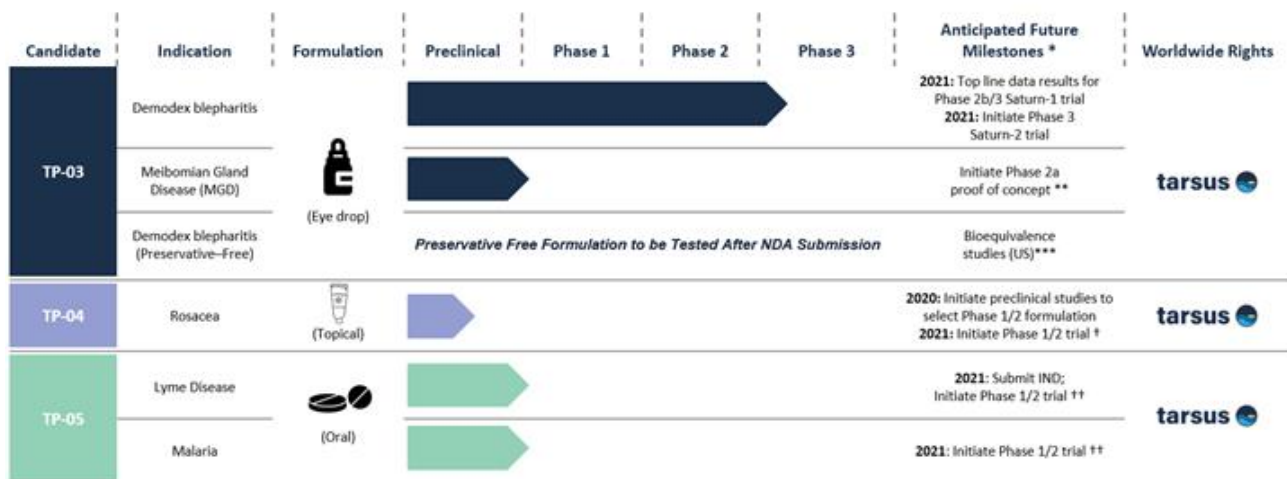 Candidate
Indication
Formulation
Preclinical
Phase 1
Phase 2
Phase 3
Anticipated Future
Milestones *
Worldwide Rights
TP-03
Demodex blepharitis
2021: Top line data results for
Phase 2b/3 Saturn-1 trial
2021: Initiate Phase 3
Saturn-2 trial
Meibomian Gland
Disease (MGD)
(Eye drop)
Initiate Phase 2a
proof of concept **
tarsus
Demodex blepharitis
(Preservative–Free)
Preservative Free Formulation to be Tested After NDA Submission
Bioequivalence
studies (US)***
TP-04
Rosacea
(Topical)
2020: Initiate preclinical studies to
select Phase 1/2 formulation
2021: Initiate Phase 1/2 trial †
tarsus
TP-05
Lyme Disease
(Oral)
2021: Submit IND;
Initiate Phase 1/2 trial ††
tarsus
Malaria
2021: Initiate Phase 1/2 trial ††